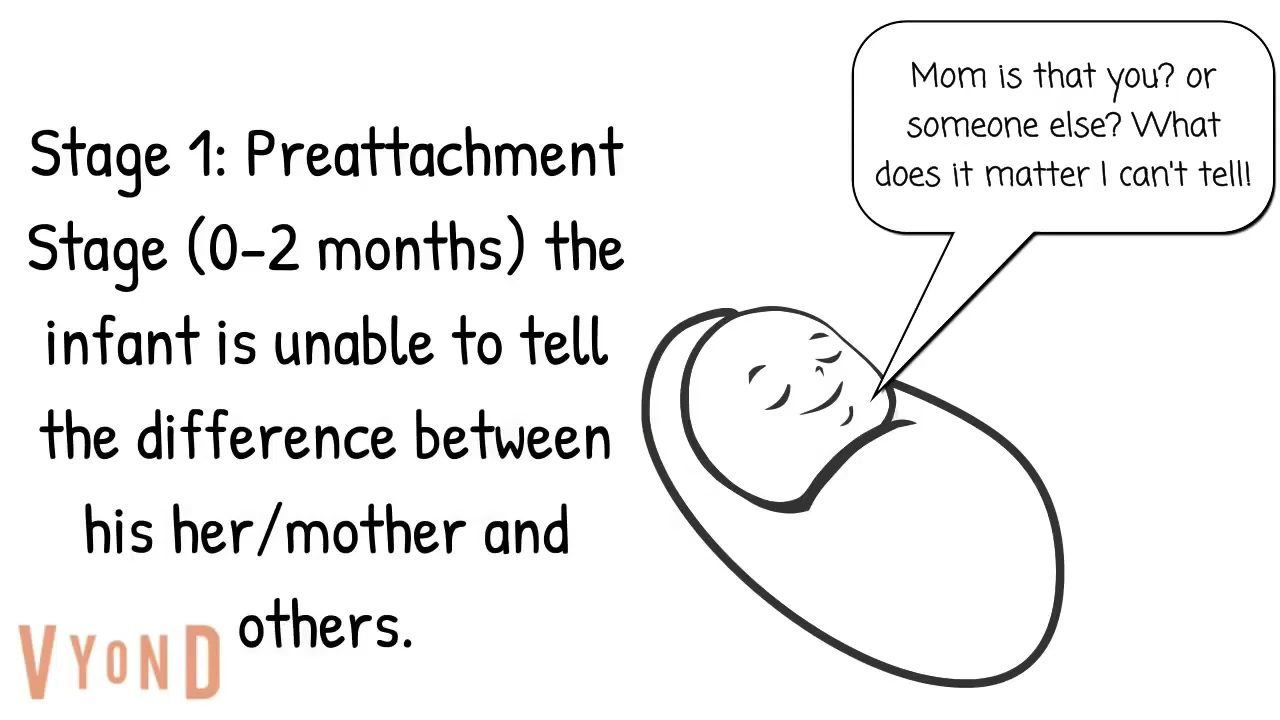 Mom is that you? or
someone else? What
does it matter I can't tell!
Stage 1: Preattachment
Stage (0-2 months) the
infant is unable to tell
the difference between
his her/mother and
others.
VYOND